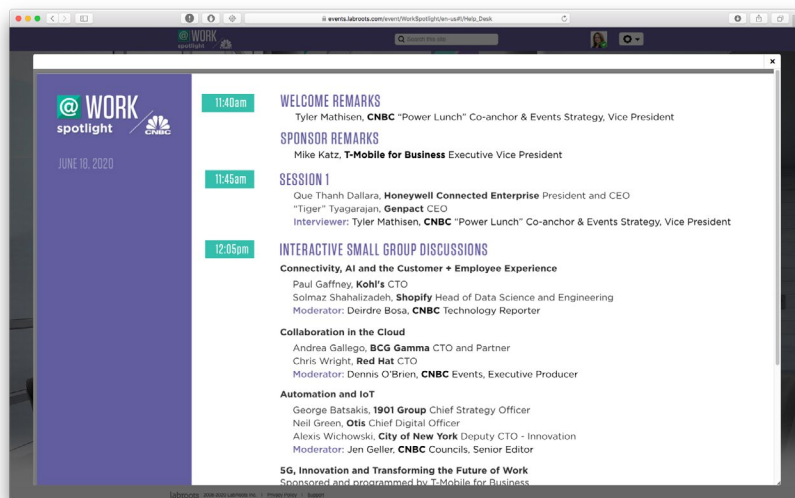 events.labroots.com/event/WorkSpotlight/en-us#!/Help_Desk
@ WORK
spotlight
Search this site
@ WORK
spotlight
CNBC
JUNE 18, 2020
11:40am
WELCOME REMARKS
Tyler Mathisen, CNBC “Power Lunch” Co-anchor & Events Strategy, Vice President
SPONSOR REMARKS
Mike Katz, T-Mobile for Business Executive Vice President
11:45am
SESSION 1
Que Thanh Dallara, Honeywell Connected Enterprise President and CEO
“Tiger” Tyagarajan, Genpact CEO
Interviewer: Tyler Mathisen, CNBC “Power Lunch” Co-anchor & Events Strategy, Vice President
12:05pm
INTERACTIVE SMALL GROUP DISCUSSIONS
Connectivity, AI and the Customer + Employee Experience
Paul Gaffney, Kohl's CTO
Solmaz Shahalizadeh, Shopify Head of Data Science and Engineering
Moderator: Deirdre Bosa, CNBC Technology Reporter
Collaboration in the Cloud
Andrea Gallego, BCG Gamma CTO and Partner
Chris Wright, Red Hat CTO
Moderator: Dennis O’Brien, CNBC Events, Executive Producer
Automation and IoT
George Batsakis, 1901 Group Chief Strategy Officer
Neil Green, Otis Chief Digital Officer
Alexis Wichowski, City of New York Deputy CTO - Innovation
Moderator: Jen Geller, CNBC Councils, Senior Editor
5G, Innovation and Transforming the Future of Work
Sponsored and programmed by T-Mobile for Business
Labroots 2008-2020 LabRoots Inc. | Privacy Policy | Support